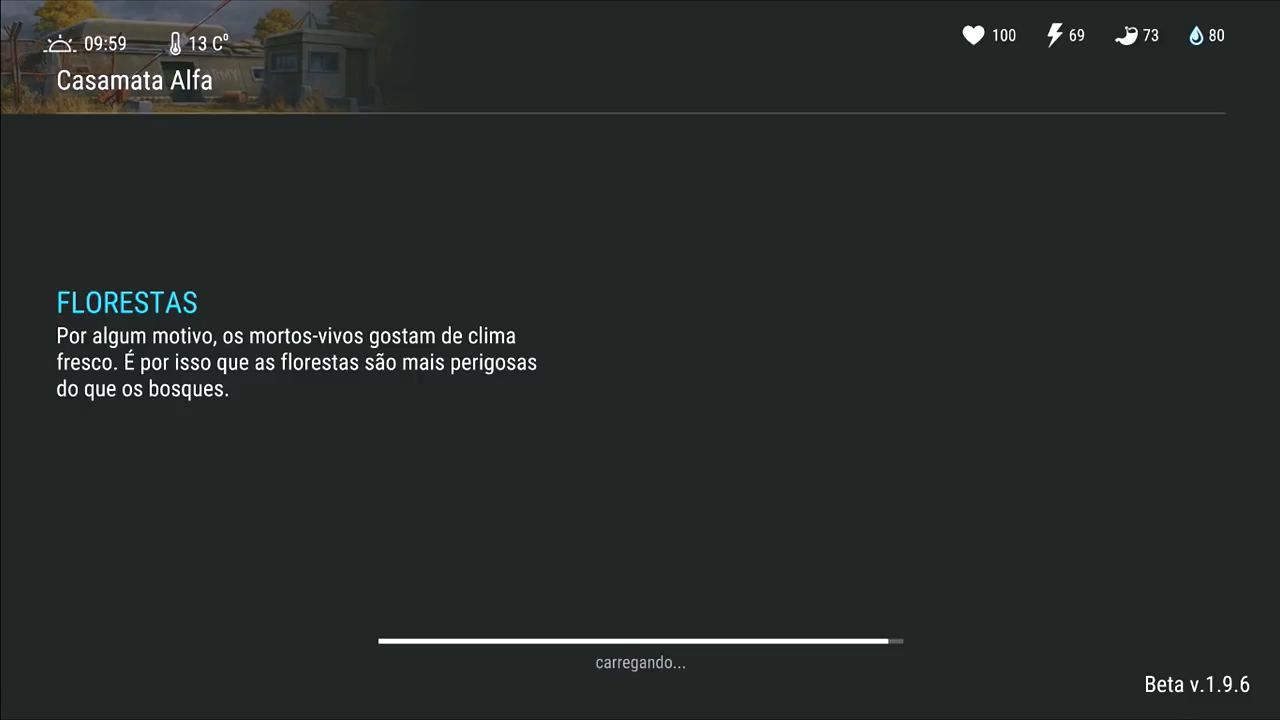 09:59
13 Cº
100
69
73
80
Casamata Alfa
FLORESTAS
Por algum motivo, os mortos-vivos gostam de clima
fresco. É por isso que as florestas são mais perigosas
do que os bosques.
carregando...
Beta v.1.9.6